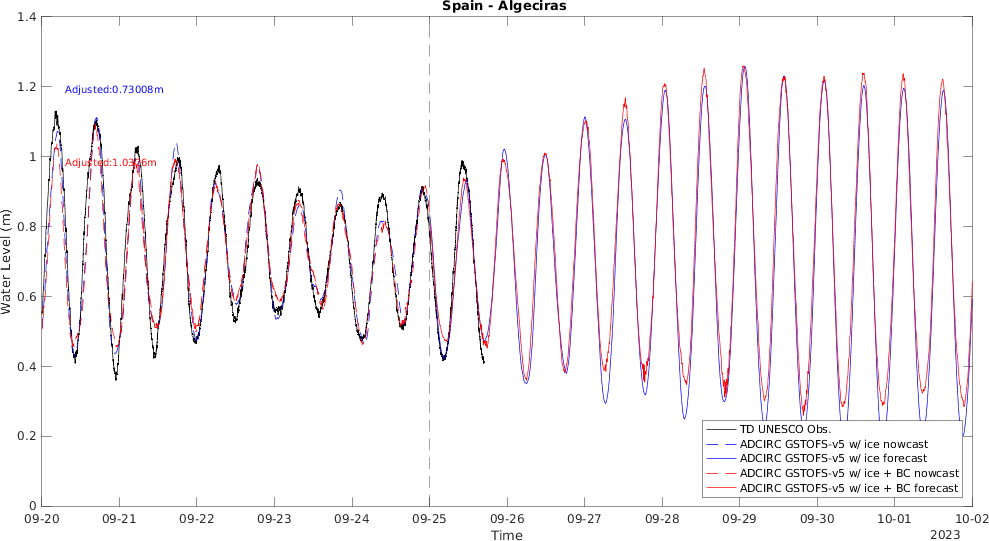 Spain - Algeciras
1.4
1.2
1
0.8
0.6
0.4
0.2
0
Water Level (m)
Adjusted:0.73008m
09-20
09-21
09-22
09-23
09-24
09-25
09-26
09-27
09-28
09-29
09-30
10-01
10-02
Time
2023
TD UNESCO Obs.
ADCIRC GSTOFS-v5 w/ ice nowcast
ADCIRC GSTOFS-v5 w/ ice forecast
ADCIRC GSTOFS-v5 w/ ice + BC nowcast
ADCIRC GSTOFS-v5 w/ ice + BC forecast